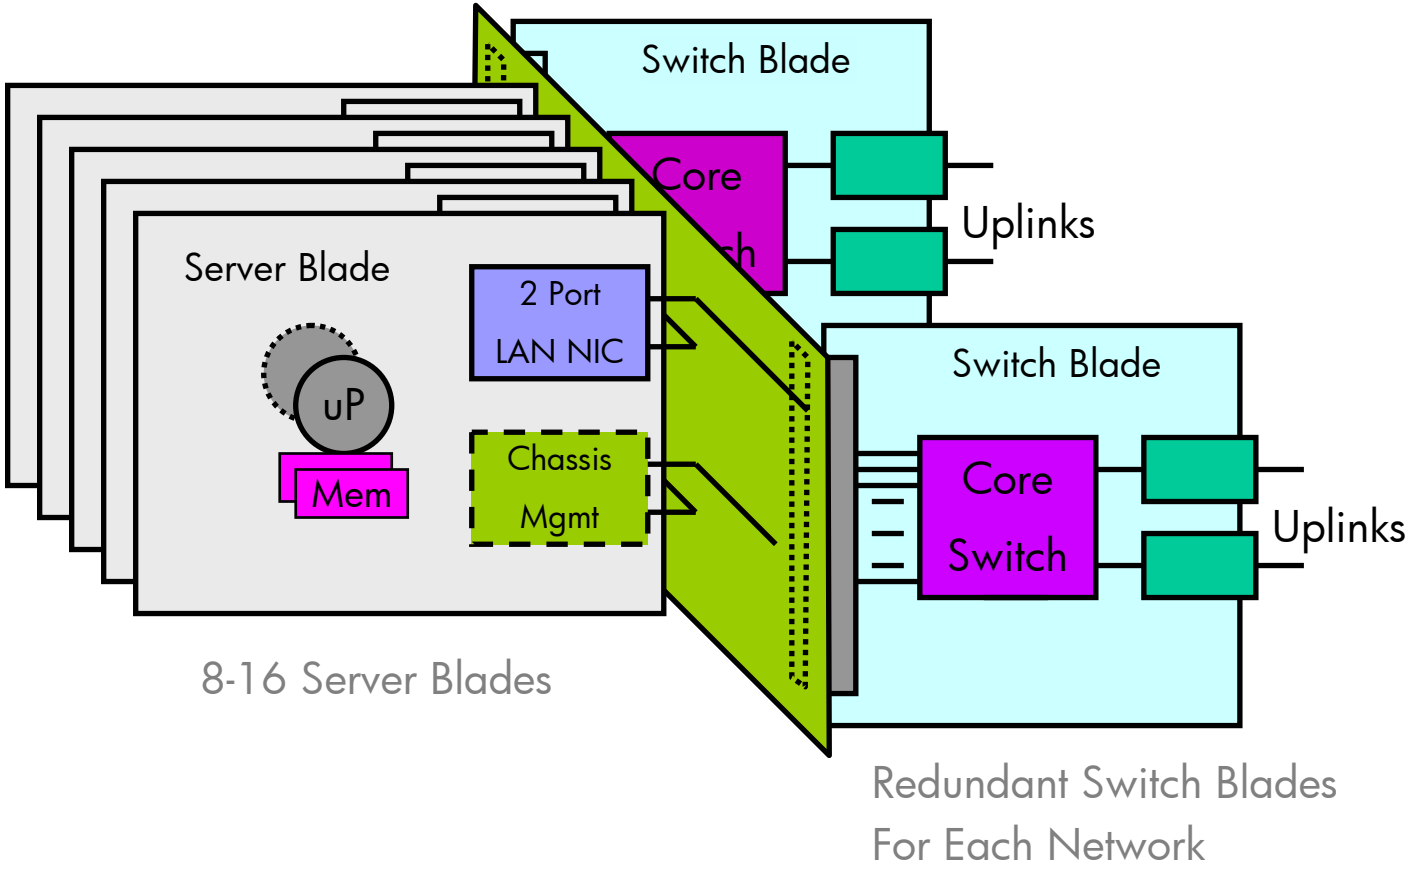 Switch Blade
Core
ch
Uplinks
Server Blade
2 Port
LAN NIC
uP
Mem
Chassis
Mgmt
Switch Blade
Core
Switch
Uplinks
8-16 Server Blades
Redundant Switch Blades
For Each Network